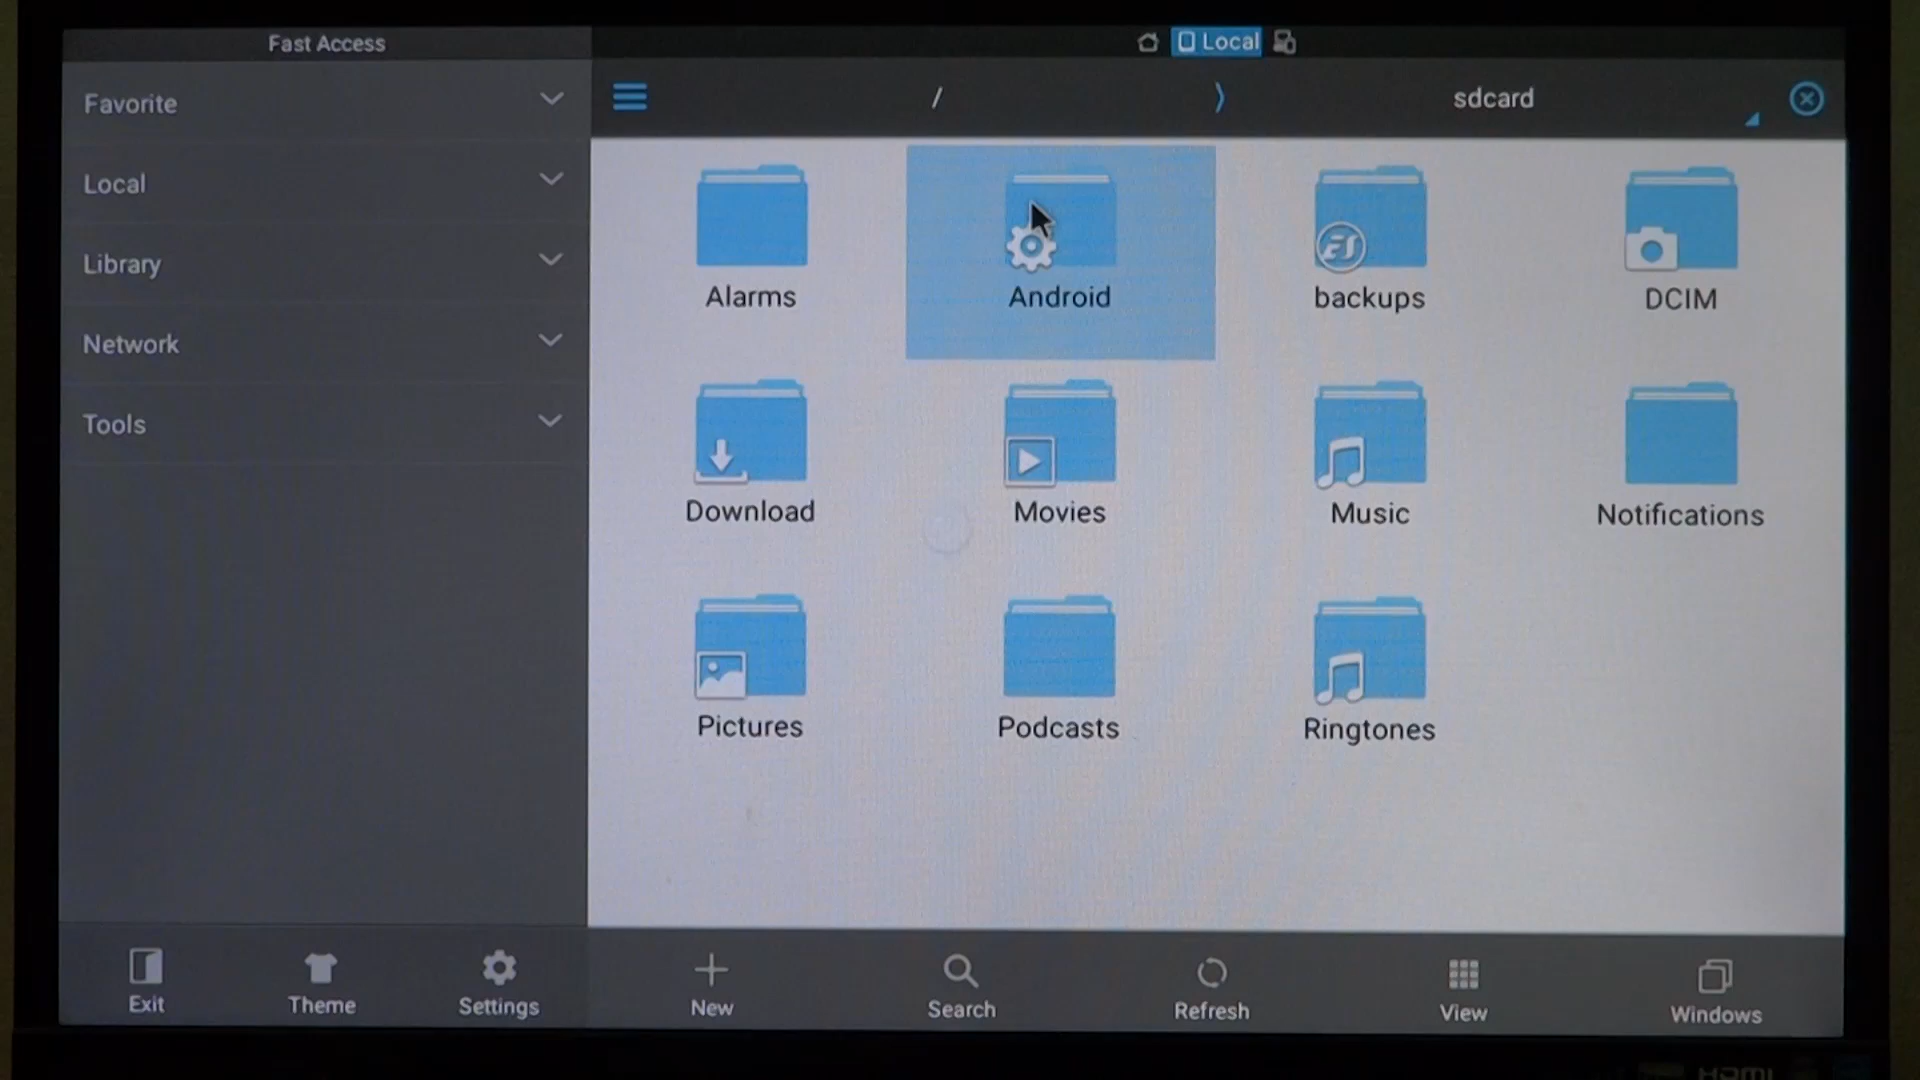 Fast Access
Local
Favorite
/
sdcard
Local
Library
Network
Tools
Alarms
Android
backups
DCIM
Download
Movies
Music
Notifications
Pictures
Podcasts
Ringtones
Exit
Theme
Settings
New
Search
Refresh
View
Windows
HDMI